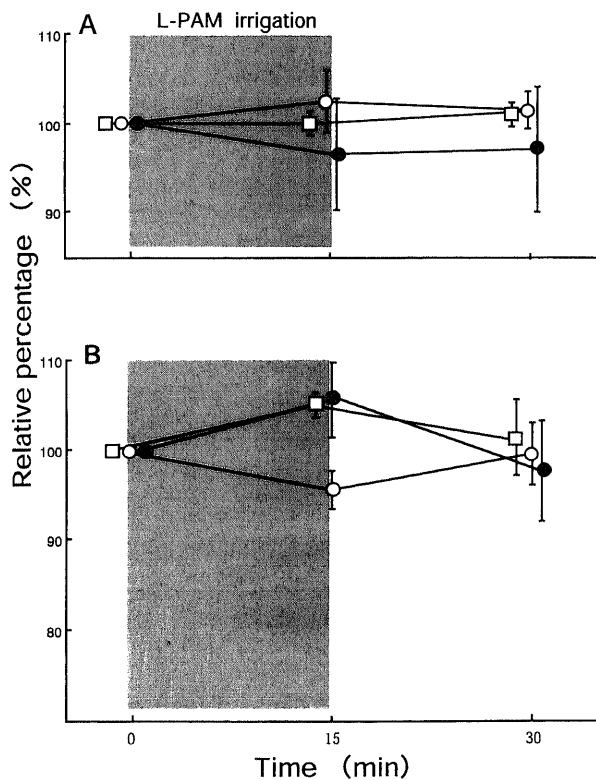 L-PAM irrigation
A
110
100
90
Relative percentage (%)
B
110
100
90
80
0
15
30
Time (min)